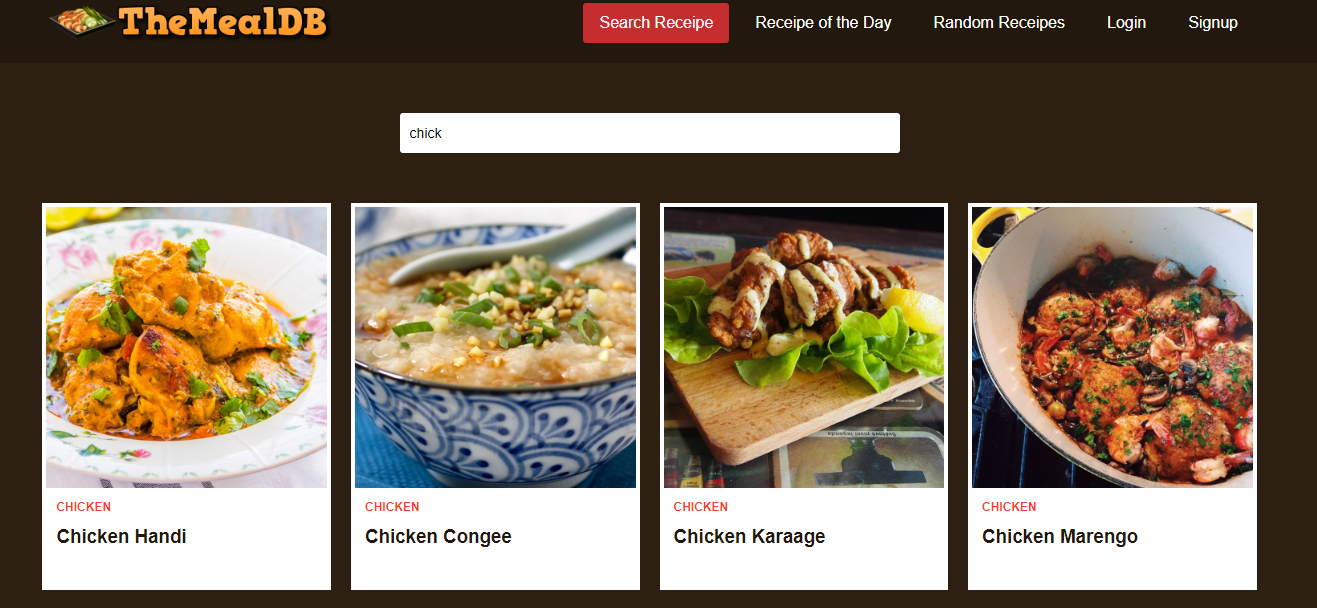 TheMealDB
Search Receipe
Receipe of the Day
Random Receipes
Login
Signup
chick
CHICKEN
Chicken Handi
CHICKEN
Chicken Congee
CHICKEN
Chicken Karaage
CHICKEN
Chicken Marengo